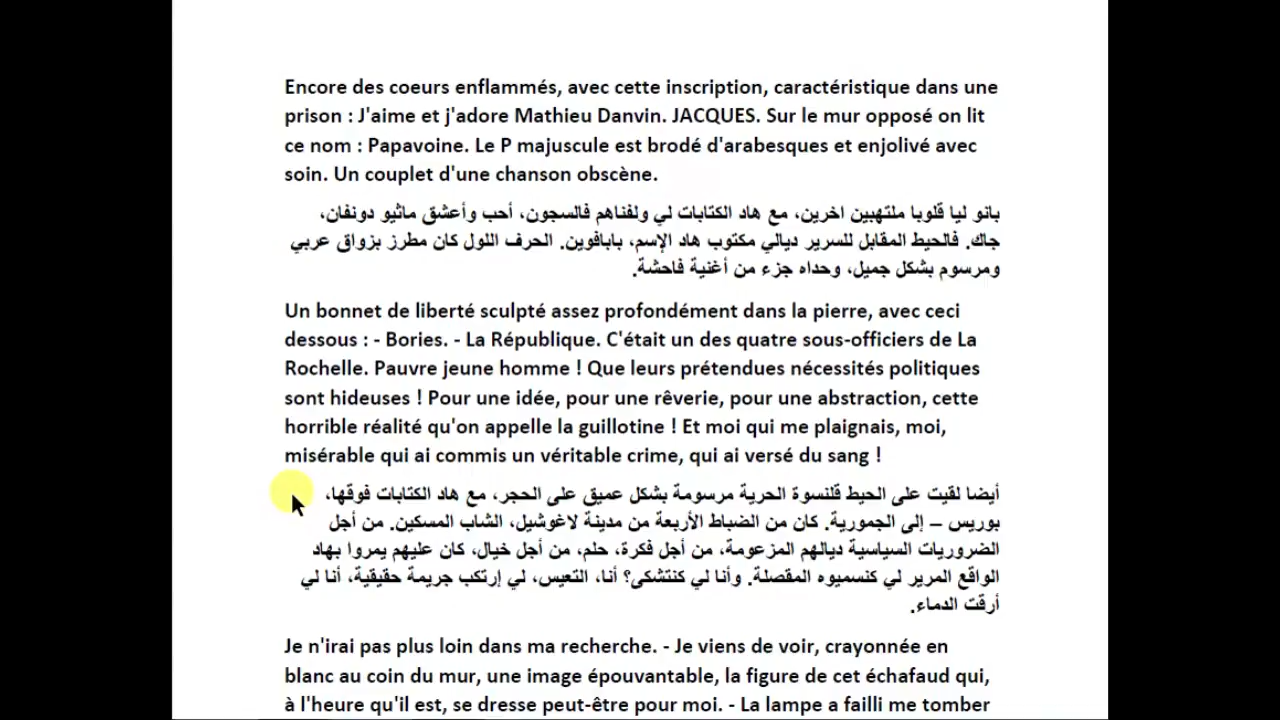 Encore des coeurs enflammés, avec cette inscription, caractéristique dans une
prison : J'aime et j'adore Mathieu Danvin. JACQUES. Sur le mur opposé on lit
ce nom : Papavoine. Le P majuscule est brodé d'arabesques et enjolivé avec
soin. Un couplet d'une chanson obscène.
بانو ليا قلوبا ملتهبين اخرين، مع هاد الكتابات لي ولفناهم فالسجون، أحب وأعشق ماثيو دونفان،
جاك. فالحيط المقابل للسرير ديالي مكتوب هاد الإسم، بابافوين. الحرف اللول كان مطرز بزواق عربي
ومرسوم بشكل جميل، وحداه جزء من أغنية فاحشة.
Un bonnet de liberté sculpté assez profondément dans la pierre, avec ceci
dessous : - Bories. - La République. C'était un des quatre sous-officiers de La
Rochelle. Pauvre jeune homme ! Que leurs prétendues nécessités politiques
sont hideuses ! Pour une idée, pour une rêverie, pour une abstraction, cette
horrible réalité qu'on appelle la guillotine ! Et moi qui me plaignais, moi,
misérable qui ai commis un véritable crime, qui ai versé du sang !
أيضا لقيت على الحيط قلنسوة الحرية مرسومة بشكل عميق على الحجر، مع هاد الكتابات فوقها،
بوريس – إلى الجمورية. كان من الضباط الأربعة من مدينة لاغوشيل، الشاب المسكين. من أجل
الضروريات السياسية ديالهم المزعومة، من أجل فكرة، حلم، من أجل خيال، كان عليهم يمروا بهاد
الواقع المرير لي كنسميوه المقصلة. وأنا لي كنتشكى؟ أنا، التعيس، لي إرتكب جريمة حقيقية، أنا لي
أرقت الدماء.
Je n'irai pas plus loin dans ma recherche. - Je viens de voir, crayonnée en
blanc au coin du mur, une image épouvantable, la figure de cet échafaud qui,
à l'heure qu'il est, se dresse peut-être pour moi. - La lampe a failli me tomber